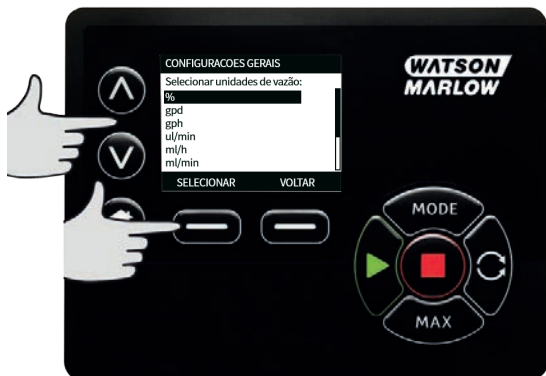 CONFIGURACOES GERAIS
Selecionar unidades de vazão:
%
gpd
gph
ul/min
ml/h
ml/min
SELECIONAR VOLTAR
WATSON
MARLOW
MODE
MAX